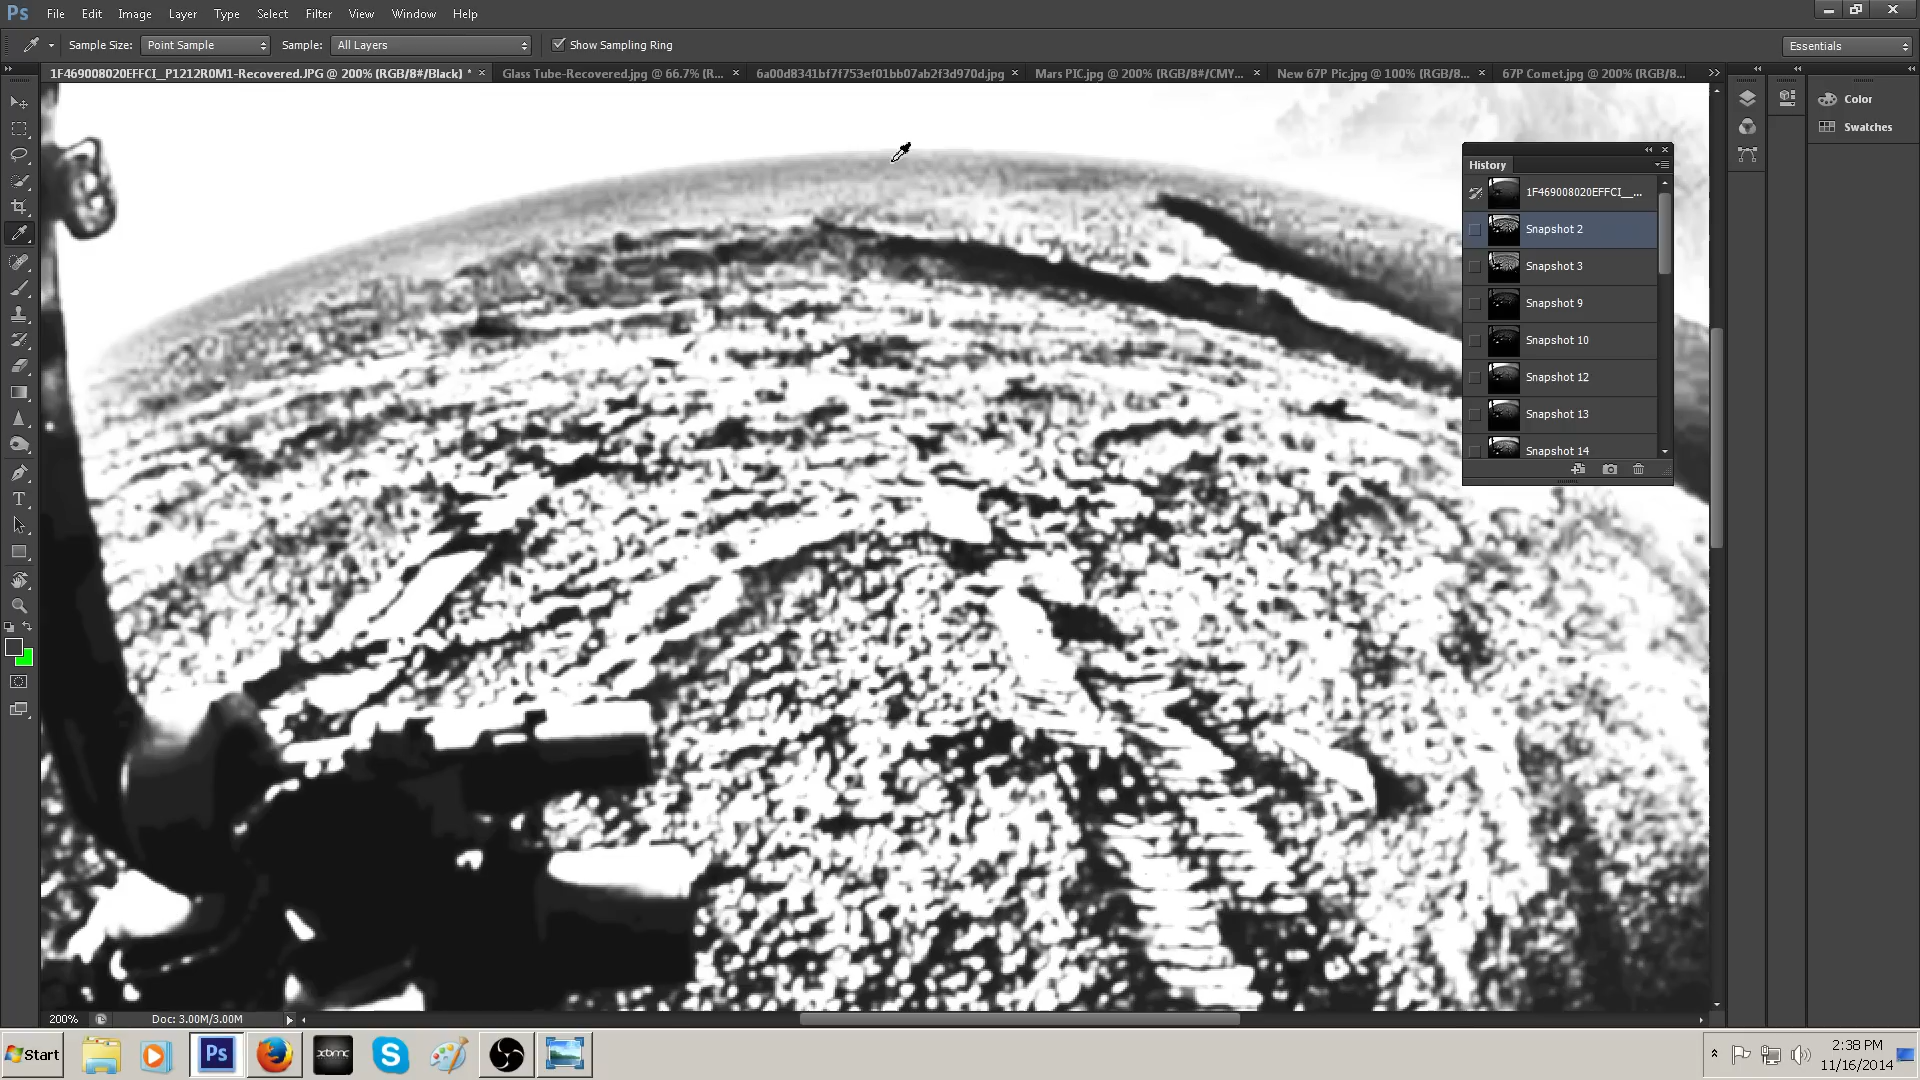 Ps File Edit Image Layer Type Select Filter View Window Help
Sample Size: Point Sample Sample: All Layers Show Sampling Ring Essentials
1F469008020EFFCI__P1212R0M1-Recovered.JPG @ 200% (RGB/8#/Black) * Glass Tube-Recovered.jpg @ 66.7% (R... 6a00d8341bf7f753ef01bb07ab2f3d970d.jpg Mars PIC.jpg @ 200% (RGB/8#/CMY... New 67P Pic.jpg @ 100% (RGB/8... 67P Comet.jpg @ 200% (RGB/8...
Color
Swatches
History
1F469008020EFFCI__...
Snapshot 2
Snapshot 3
Snapshot 9
Snapshot 10
Snapshot 12
Snapshot 13
Snapshot 14
T
200% Doc: 3.00M/3.00M
Start Ps xbmc S
2:38 PM
11/16/2014